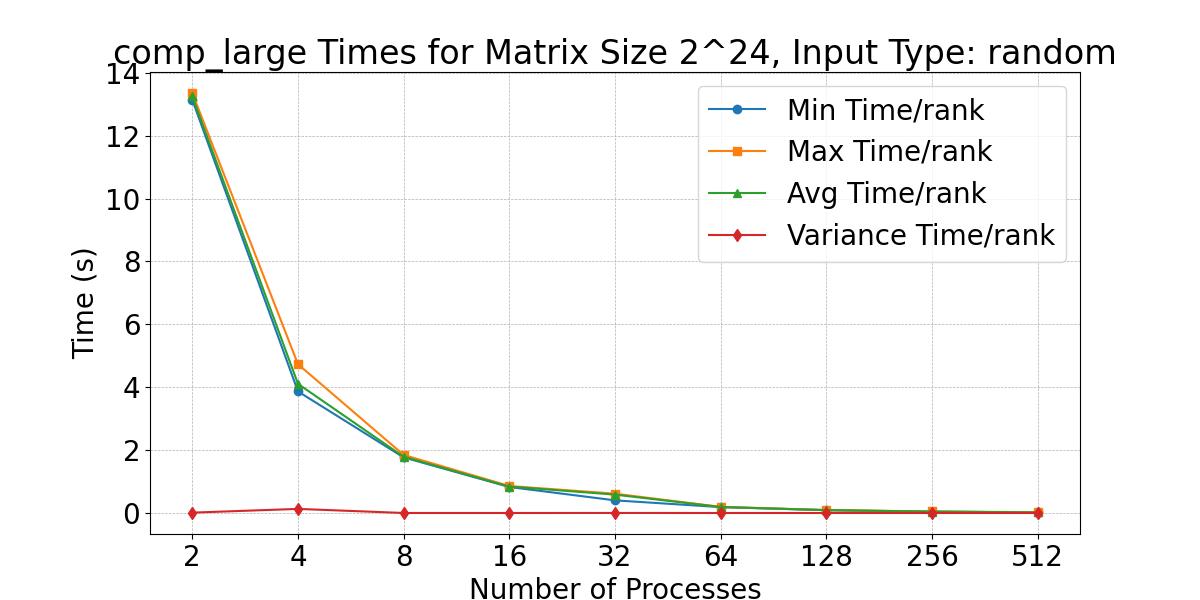 comp_large Times for Matrix Size 2^24, Input Type: random
14
12
10
8
6
4
2
0
Time (s)
Min Time/rank
Max Time/rank
Avg Time/rank
Variance Time/rank
2 4 8 16 32 64 128 256 512
Number of Processes